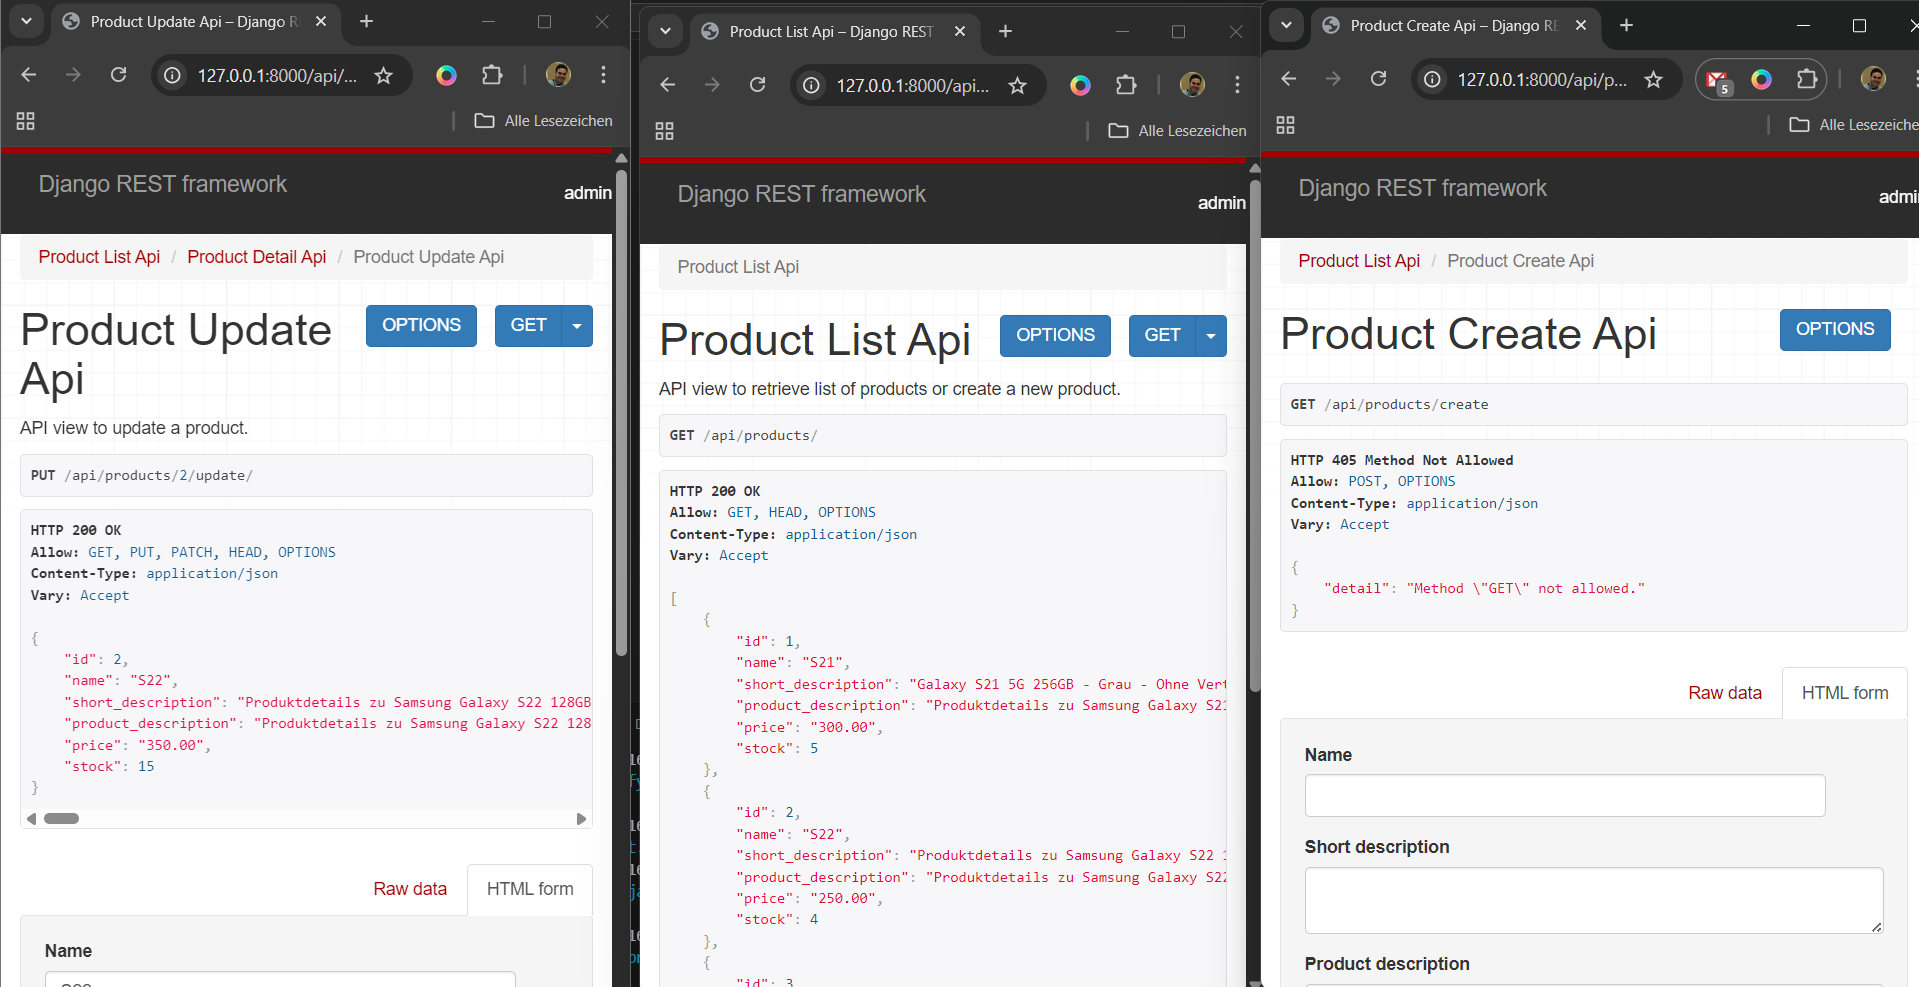 Product Update Api – Django R
127.0.0.1:8000/api/...
Alle Lesezeichen
Django REST framework
admin
Product List Api / Product Detail Api / Product Update Api
Product Update Api
OPTIONS
GET
API view to update a product.
PUT /api/products/2/update/
HTTP 200 OK
Allow: GET, PUT, PATCH, HEAD, OPTIONS
Content-Type: application/json
Vary: Accept
{
"id": 2,
"name": "S22",
"short_description": "Produktdetails zu Samsung Galaxy S22 128GB
"product_description": "Produktdetails zu Samsung Galaxy S22 128
"price": "350.00",
"stock": 15
}
Raw data
HTML form
Name
Product List Api – Django REST
127.0.0.1:8000/api...
Alle Lesezeichen
Django REST framework
admin
Product List Api
Product List Api
OPTIONS
GET
API view to retrieve list of products or create a new product.
GET /api/products/
HTTP 200 OK
Allow: GET, HEAD, OPTIONS
Content-Type: application/json
Vary: Accept
[
{
"id": 1,
"name": "S21",
"short_description": "Galaxy S21 5G 256GB - Grau - Ohne Vert
"product_description": "Produktdetails zu Samsung Galaxy S21
"price": "300.00",
"stock": 5
},
{
"id": 2,
"name": "S22",
"short_description": "Produktdetails zu Samsung Galaxy S22 1
"product_description": "Produktdetails zu Samsung Galaxy S22
"price": "250.00",
"stock": 4
},
{
"id": 3
Product Create Api – Django RE
127.0.0.1:8000/api/p...
5
Alle Lesezeiche
Django REST framework
admi
Product List Api / Product Create Api
Product Create Api
OPTIONS
GET /api/products/create
HTTP 405 Method Not Allowed
Allow: POST, OPTIONS
Content-Type: application/json
Vary: Accept
{
"detail": "Method \"GET\" not allowed."
}
Raw data
HTML form
Name
Short description
Product description